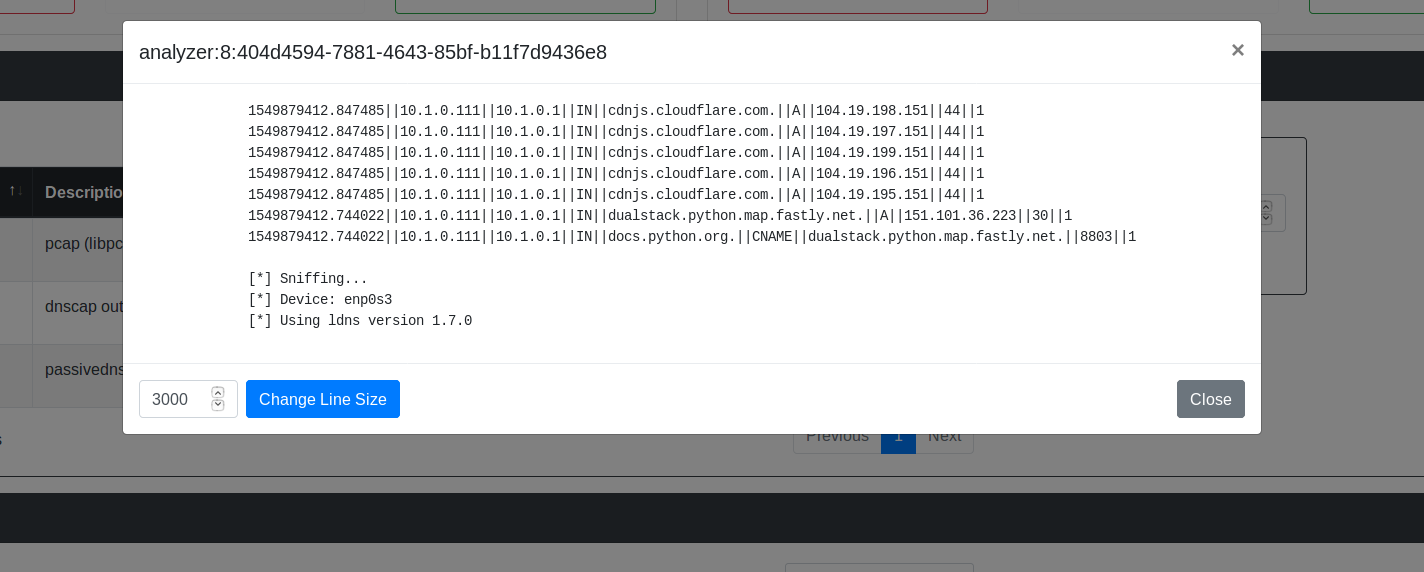 analyzer:8:404d4594-7881-4643-85bf-b11f7d9436e8 ×
1549879412.847485||10.1.0.111||10.1.0.1||IN||cdnjs.cloudflare.com.||A||104.19.198.151||44||1
1549879412.847485||10.1.0.111||10.1.0.1||IN||cdnjs.cloudflare.com.||A||104.19.197.151||44||1
1549879412.847485||10.1.0.111||10.1.0.1||IN||cdnjs.cloudflare.com.||A||104.19.199.151||44||1
1549879412.847485||10.1.0.111||10.1.0.1||IN||cdnjs.cloudflare.com.||A||104.19.196.151||44||1
1549879412.847485||10.1.0.111||10.1.0.1||IN||cdnjs.cloudflare.com.||A||104.19.195.151||44||1
1549879412.744022||10.1.0.111||10.1.0.1||IN||dualstack.python.map.fastly.net.||A||151.101.36.223||30||1
1549879412.744022||10.1.0.111||10.1.0.1||IN||docs.python.org.||CNAME||dualstack.python.map.fastly.net.||8803||1
[*] Sniffing...
[*] Device: enp0s3
[*] Using ldns version 1.7.0
3000 Change Line Size Close
↑↓ Descriptio
pcap (libpc
dnscap out
passivedns
s
Previous 1 Next